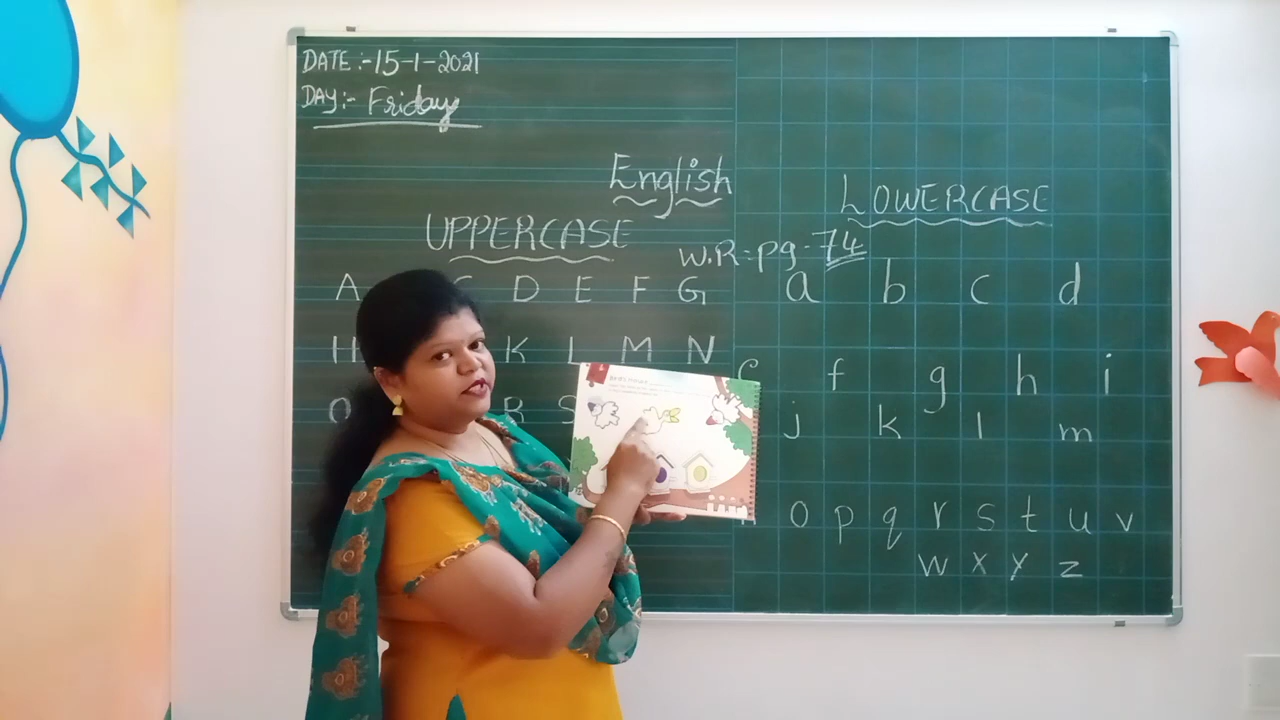 DATE:-15-1-2021
DAY:- Friday
English
LOWERCASE
UPPERCASE
W.R=pg-74
A C D E F G
a b c d
H K L M N
e f g h i
O R S
j k l m
n o p q r s t u v
w x y z